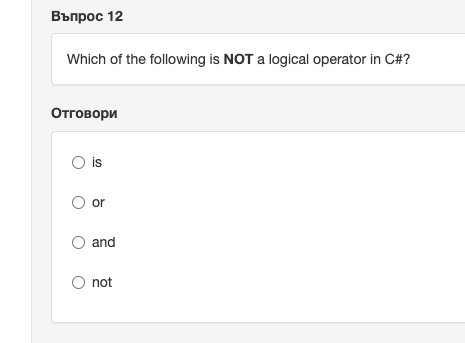 Въпрос 12
Which of the following is NOT a logical operator in C#?
Отговори
is
or
and
not